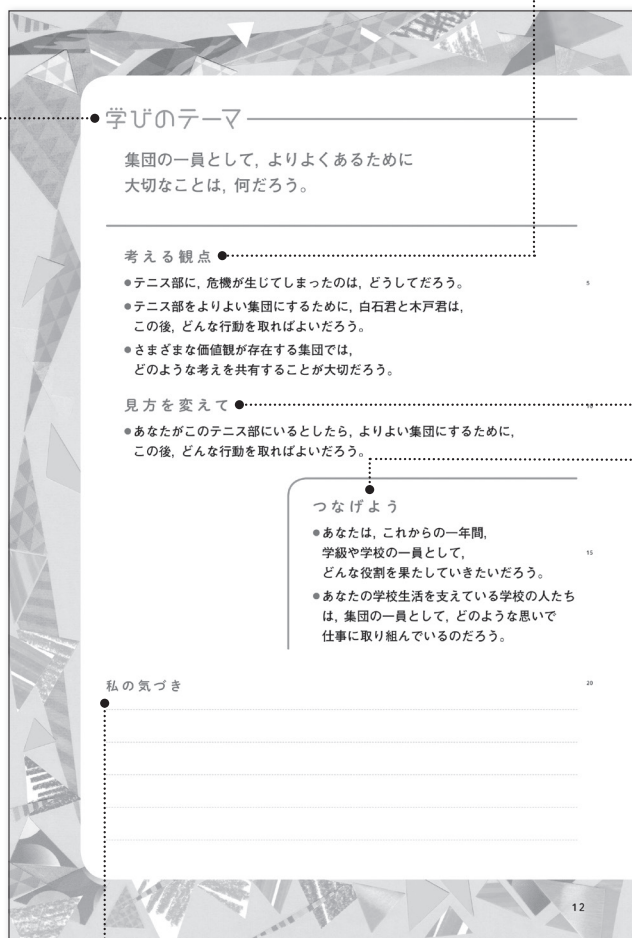 学びのテーマ
集団の一員として，よりよくあるために
大切なことは，何だろう。
考える観点
●テニス部に，危機が生じてしまったのは，どうしてだろう。
5
●テニス部をよりよい集団にするために，白石君と木戸君は，
この後，どんな行動を取ればよいだろう。
●さまざまな価値観が存在する集団では，
どのような考えを共有することが大切だろう。
見方を変えて
10
●あなたがこのテニス部にいるとしたら，よりよい集団にするために，
この後，どんな行動を取ればよいだろう。
つなげよう
●あなたは，これからの一年間，
学級や学校の一員として，
15
どんな役割を果たしていきたいだろう。
●あなたの学校生活を支えている学校の人たち
は，集団の一員として，どのような思いで
仕事に取り組んでいるのだろう。
私の気づき
20
12